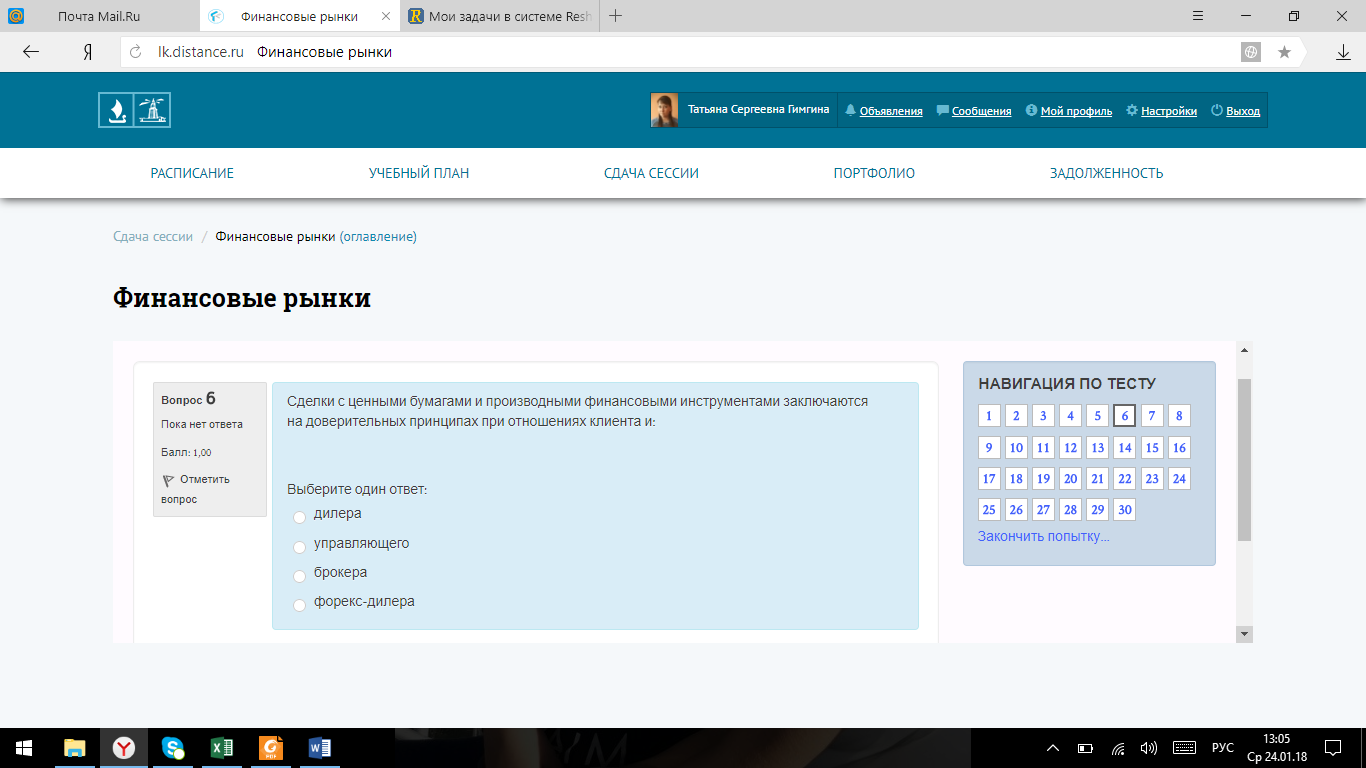 Почта Mail.Ru
Финансовые рынки
Мои задачи в системе Resh
lk.distance.ru Финансовые рынки
Татьяна Сергеевна Гимгина
Объявления
Сообщения
Мой профиль
Настройки
Выход
РАСПИСАНИЕ
УЧЕБНЫЙ ПЛАН
СДАЧА СЕССИИ
ПОРТФОЛИО
ЗАДОЛЖЕННОСТЬ
Сдача сессии / Финансовые рынки (оглавление)
Финансовые рынки
Вопрос 6
Пока нет ответа
Балл: 1,00
Отметить
вопрос
Сделки с ценными бумагами и производными финансовыми инструментами заключаются
на доверительных принципах при отношениях клиента и:
Выберите один ответ:
дилера
управляющего
брокера
форекс-дилера
НАВИГАЦИЯ ПО ТЕСТУ
1 2 3 4 5 6 7 8
9 10 11 12 13 14 15 16
17 18 19 20 21 22 23 24
25 26 27 28 29 30
Закончить попытку...
РУС
13:05
Ср 24.01.18